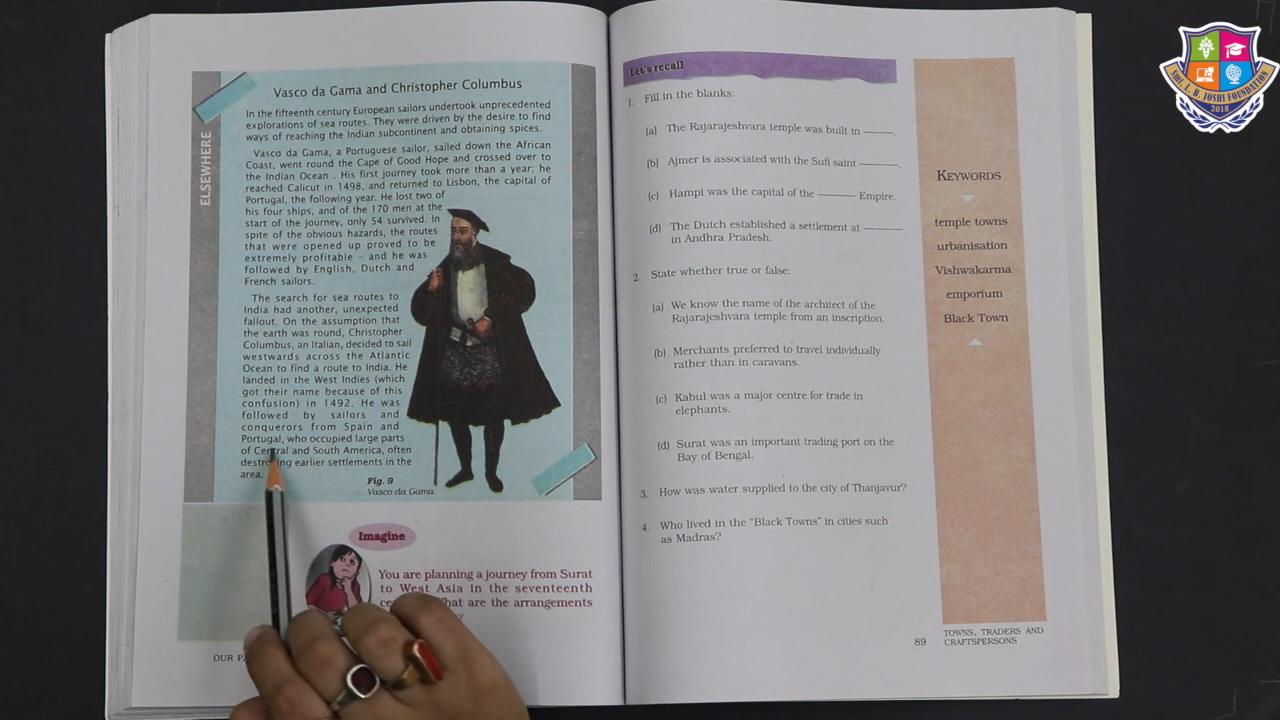 Vasco da Gama and Christopher Columbus
In the fifteenth century European sailors undertook unprecedented
explorations of sea routes. They were driven by the desire to find
ways of reaching the Indian subcontinent and obtaining spices.
Vasco da Gama, a Portuguese sailor, sailed down the African
Coast, went round the Cape of Good Hope and crossed over to
the Indian Ocean . His first journey took more than a year; he
reached Calicut in 1498, and returned to Lisbon, the capital of
Portugal, the following year. He lost two of
his four ships, and of the 170 men at the
start of the journey, only 54 survived. In
spite of the obvious hazards, the routes
that were opened up proved to be
extremely profitable – and he was
followed by English, Dutch and
French sailors.
The search for sea routes to
India had another, unexpected
fallout. On the assumption that
the earth was round, Christopher
Columbus, an Italian, decided to sail
westwards across the Atlantic
Ocean to find a route to India. He
landed in the West Indies (which
got their name because of this
confusion) in 1492. He was
followed by sailors and
conquerors from Spain and
Portugal, who occupied large parts
of Central and South America, often
destroying earlier settlements in the
area.
ELSEWHERE
Fig. 9
Vasco da Gama.
Imagine
You are planning a journey from Surat
to West Asia in the seventeenth
What are the arrangements
OUR
Let's recall
1. Fill in the blanks:
(a) The Rajarajeshvara temple was built in ———.
(b) Ajmer is associated with the Sufi saint ———.
(c) Hampi was the capital of the ——— Empire.
(d) The Dutch established a settlement at ———
in Andhra Pradesh.
2. State whether true or false:
(a) We know the name of the architect of the
Rajarajeshvara temple from an inscription.
(b) Merchants preferred to travel individually
rather than in caravans.
(c) Kabul was a major centre for trade in
elephants.
(d) Surat was an important trading port on the
Bay of Bengal.
3. How was water supplied to the city of Thanjavur?
4. Who lived in the “Black Towns” in cities such
as Madras?
KEYWORDS
temple towns
urbanisation
Vishwakarma
emporium
Black Town
89
TOWNS, TRADERS AND
CRAFTSPERSONS
SHRI. L. B. JOSHI FOUNDATION
2018